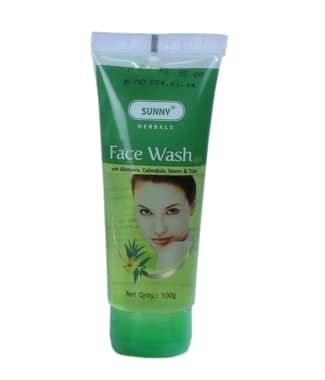 SUNNY®
HERBALS
Face Wash
with Aloevera, Calendula, Neem & Tulsi
Net Qnty.: 100g